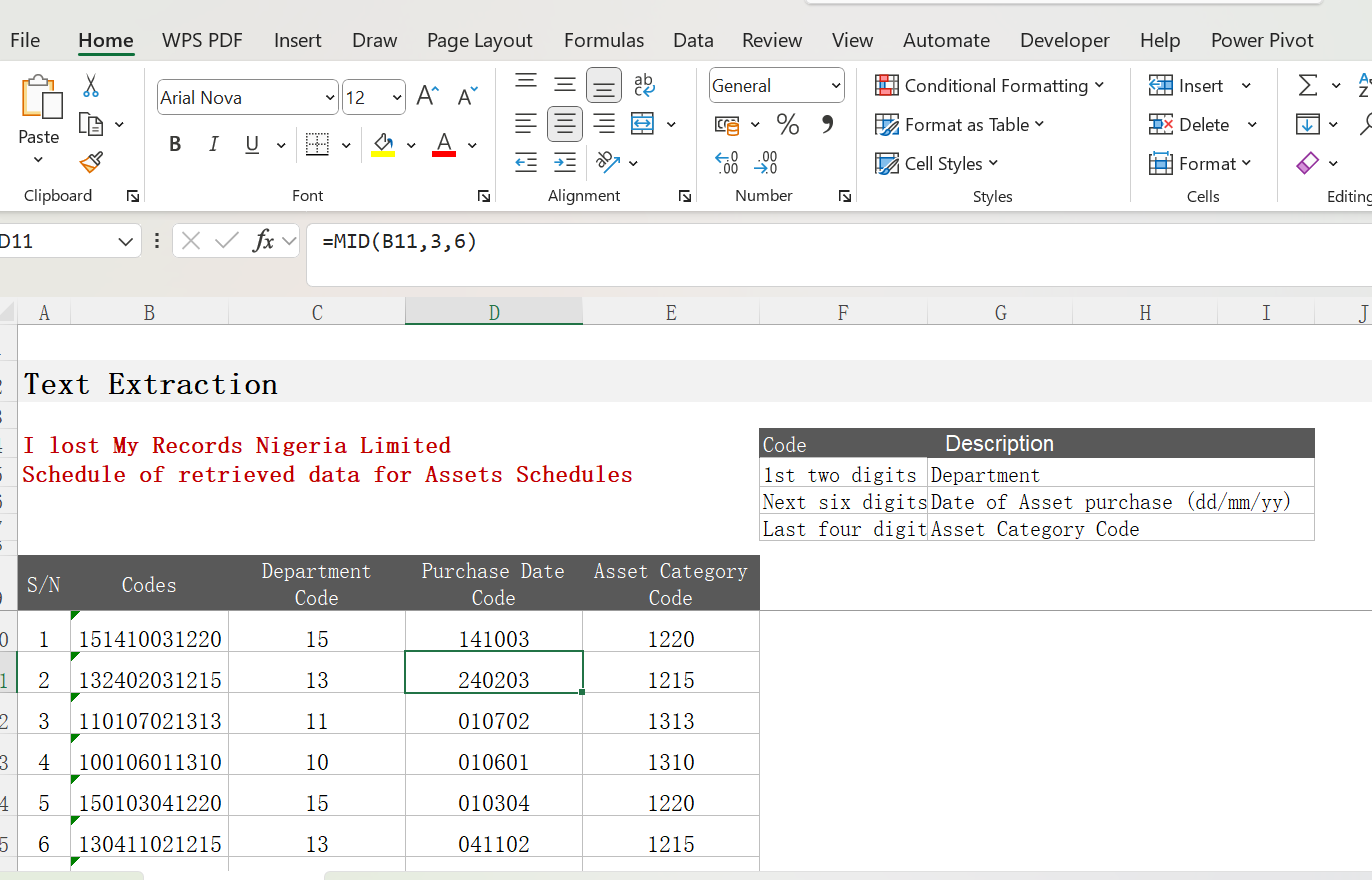 File Home WPS PDF Insert Draw Page Layout Formulas Data Review View Automate Developer Help Power Pivot
Paste
Arial Nova 12
B I U A
ab
General
% 
Conditional Formatting
Format as Table
Cell Styles
Insert
Delete
Format
Clipboard Font Alignment Number Styles Cells Editing
D11 fx =MID(B11,3,6)
A B C D E F G H I J
Text Extraction
I lost My Records Nigeria Limited
Schedule of retrieved data for Assets Schedules
Code Description
1st two digits Department
Next six digits Date of Asset purchase (dd/mm/yy)
Last four digit Asset Category Code
S/N Codes Department Code Purchase Date Code Asset Category Code
1 151410031220 15 141003 1220
2 132402031215 13 240203 1215
3 110107021313 11 010702 1313
4 100106011310 10 010601 1310
5 150103041220 15 010304 1220
6 130411021215 13 041102 1215